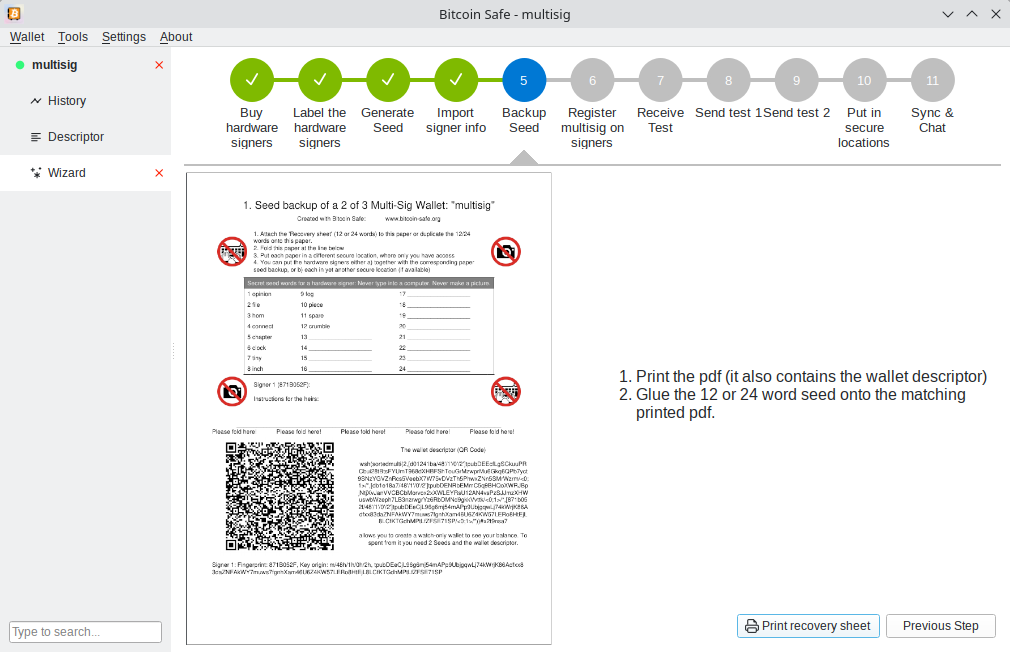 Bitcoin Safe - multisig
Wallet Tools Settings About
multisig
History
Descriptor
Wizard
5 6 7 8 9 10 11
Buy hardware signers
Label the hardware signers
Generate Seed
Import signer info
Backup Seed
Register multisig on signers
Receive Test
Send test 1
Send test 2
Put in secure locations
Sync & Chat
1. Seed backup of a 2 of 3 Multi-Sig Wallet: "multisig"
Created with Bitcoin Safe: www.bitcoin-safe.org
1. Attach the 'Recovery sheet' (12 or 24 words) to this paper or duplicate the 12/24
words onto this paper.
2. Fold this paper at the line below.
3. Put each paper in a different secure location, where only you have access
4. You can put the hardware signers either a) together with the corresponding paper
seed backup, or b) each in yet another secure location (if available)
Secret seed words for a hardware signer: Never type into a computer. Never make a picture
1 opinion 9 log 17
2 file 10 piece 18
3 horn 11 spare 19
4 connect 12 crumble 20
5 chapter 13 21
6 clock 14 22
7 tiny 15 23
8 inch 16 24
Signer 1 (871B052F):
Instructions for the heirs:
Please fold here! Please fold here! Please fold here! Please fold here! Please fold here!
The wallet descriptor (QR Code)
allows you to create a watch-only wallet to see your balance. To
spent from it you need 2 Seeds and the wallet descriptor.
Signer 1: Fingerprint: 871B052F, Key origin: m/48h/1h/0h/2h,
1. Print the pdf (it also contains the wallet descriptor)
2. Glue the 12 or 24 word seed onto the matching
printed pdf.
Type to search...
Print recovery sheet
Previous Step